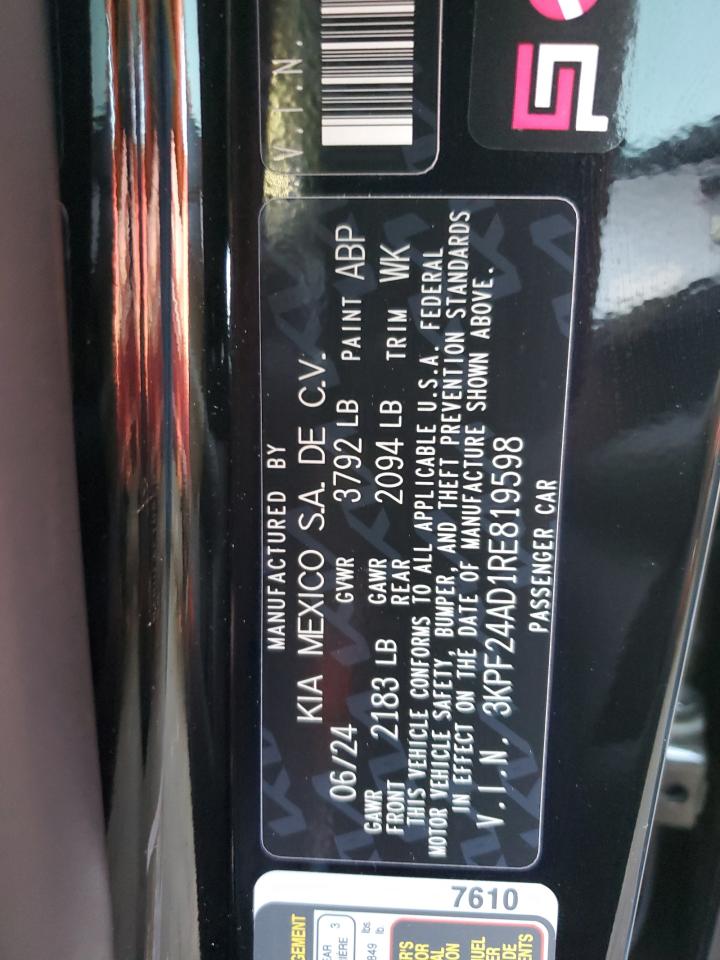 V.I.N.
MANUFACTURED BY
KIA MEXICO S.A. DE C.V.
06/24 GVWR 3792 LB PAINT ABP
GAWR FRONT 2183 LB GAWR REAR 2094 LB TRIM WK
THIS VEHICLE CONFORMS TO ALL APPLICABLE U.S.A. FEDERAL
MOTOR VEHICLE SAFETY, BUMPER, AND THEFT PREVENTION STANDARDS
IN EFFECT ON THE DATE OF MANUFACTURE SHOWN ABOVE.
V.I.N. 3KPF24AD1RE819598
PASSENGER CAR
7610